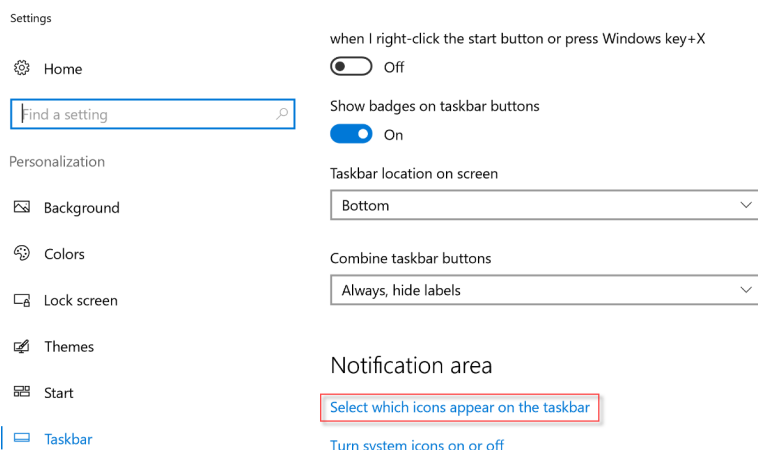 Settings
Home
Find a setting
Personalization
Background
Colors
Lock screen
Themes
Start
Taskbar
when I right-click the start button or press Windows key+X
Off
Show badges on taskbar buttons
On
Taskbar location on screen
Bottom
Combine taskbar buttons
Always, hide labels
Notification area
Select which icons appear on the taskbar
Turn system icons on or off